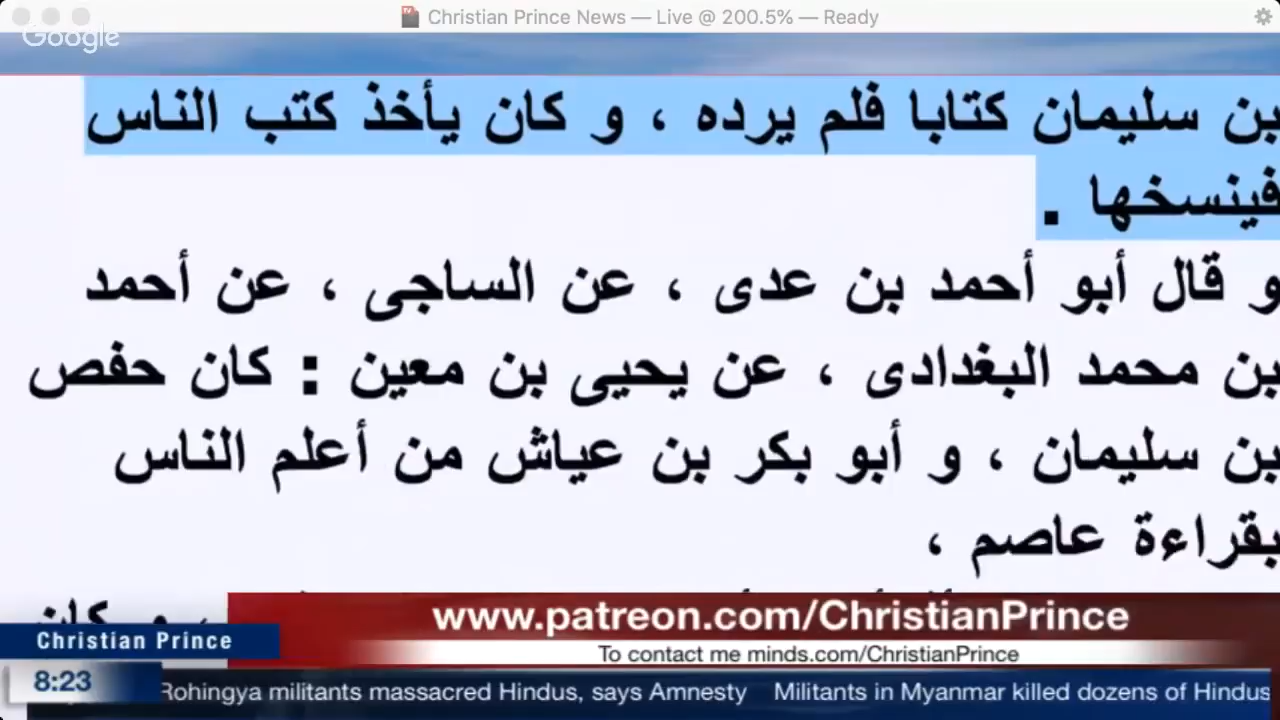 Christian Prince News — Live @ 200.5% — Ready
Google
بن سليمان كتابا فلم يرده ، و كان يأخذ كتب الناس
فينسخها .
و قال أبو أحمد بن عدى ، عن الساجى ، عن أحمد
بن محمد البغدادى ، عن يحيى بن معين : كان حفص
بن سليمان ، و أبو بكر بن عياش من أعلم الناس
بقراءة عاصم ،
و كان
www.patreon.com/ChristianPrince
Christian Prince
To contact me minds.com/ChristianPrince
8:23
Rohingya militants massacred Hindus, says Amnesty Militants in Myanmar killed dozens of Hindus